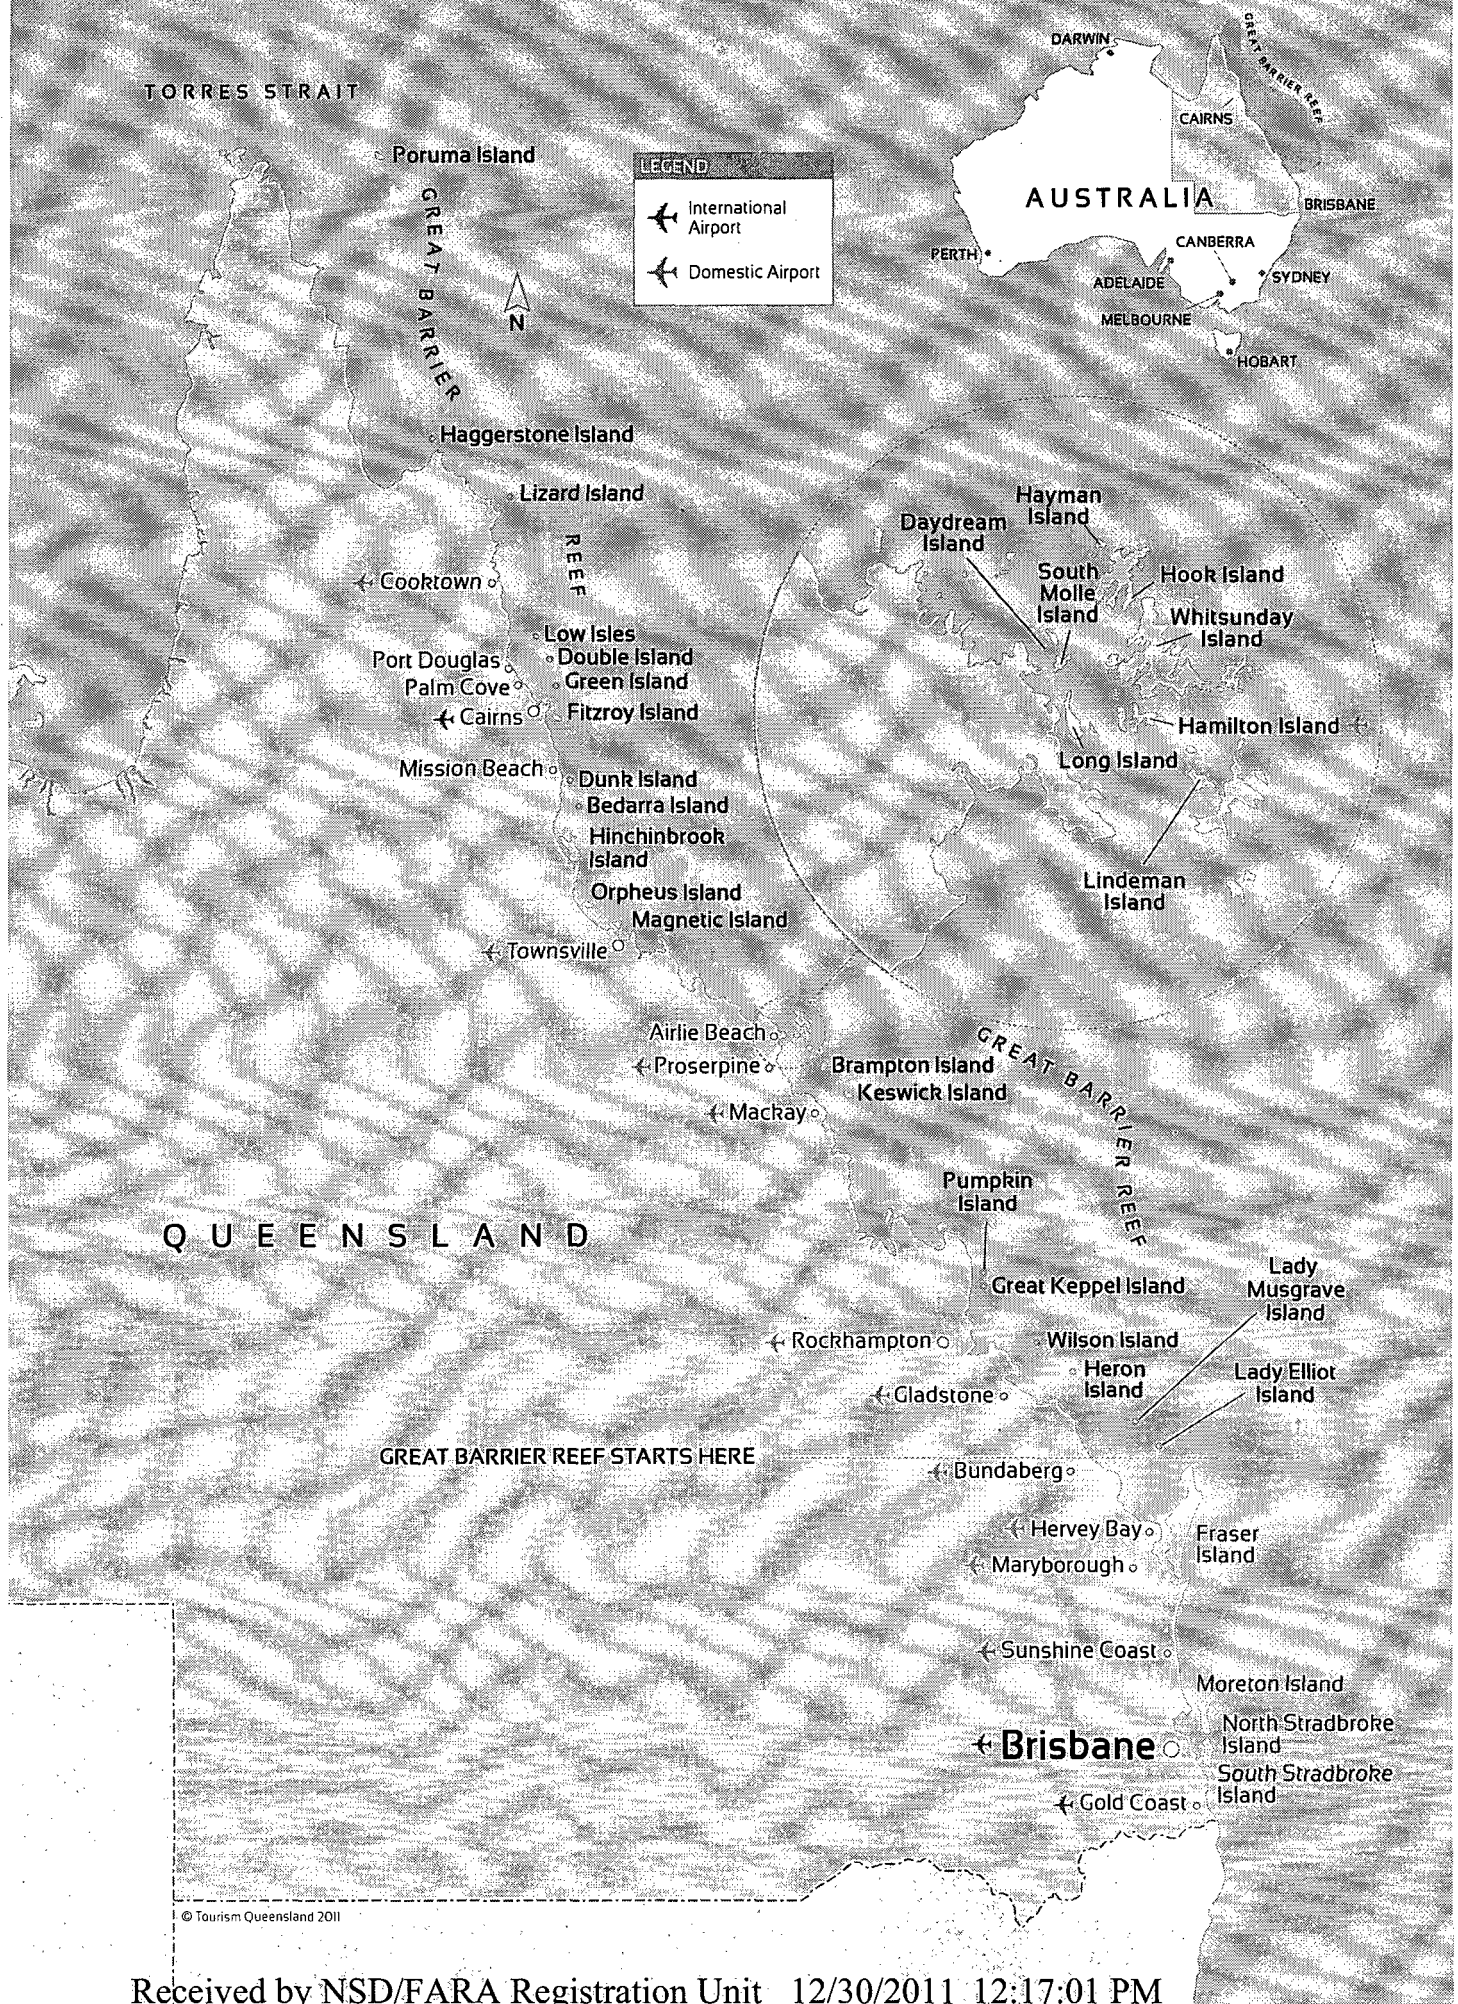 DARWIN
GREAT BARRIER REEF
CAIRNS
AUSTRALIA
BRISBANE
CANBERRA
PERTH
ADELAIDE
SYDNEY
MELBOURNE
HOBART
TORRES STRAIT
Poruma Island
GREAT BARRIER
LEGEND
International
Airport
Domestic Airport
N
Haggerstone Island
Lizard Island
REEF
Cooktown
Low Isles
Port Douglas
Double Island
Palm Cove
Green Island
Cairns
Fitzroy Island
Mission Beach
Dunk Island
Bedarra Island
Hinchinbrook
Island
Orpheus Island
Magnetic Island
Townsville
Hayman
Island
Daydream
Island
South
Molle
Island
Hook Island
Whitsunday
Island
Hamilton Island
Long Island
Lindeman
Island
Airlie Beach
Proserpine
Brampton Island
Keswick Island
Mackay
GREAT BARRIER REEF
Pumpkin
Island
QUEENSLAND
Great Keppel Island
Lady
Musgrave
Island
Rockhampton
Wilson Island
Heron
Island
Lady Elliot
Island
Gladstone
GREAT BARRIER REEF STARTS HERE
Bundaberg
Hervey Bay
Fraser
Island
Maryborough
Sunshine Coast
Moreton Island
Brisbane
North Stradbroke
Island
South Stradbroke
Island
Gold Coast
© Tourism Queensland 2011
Received by NSD/FARA Registration Unit 12/30/2011 12:17:01 PM